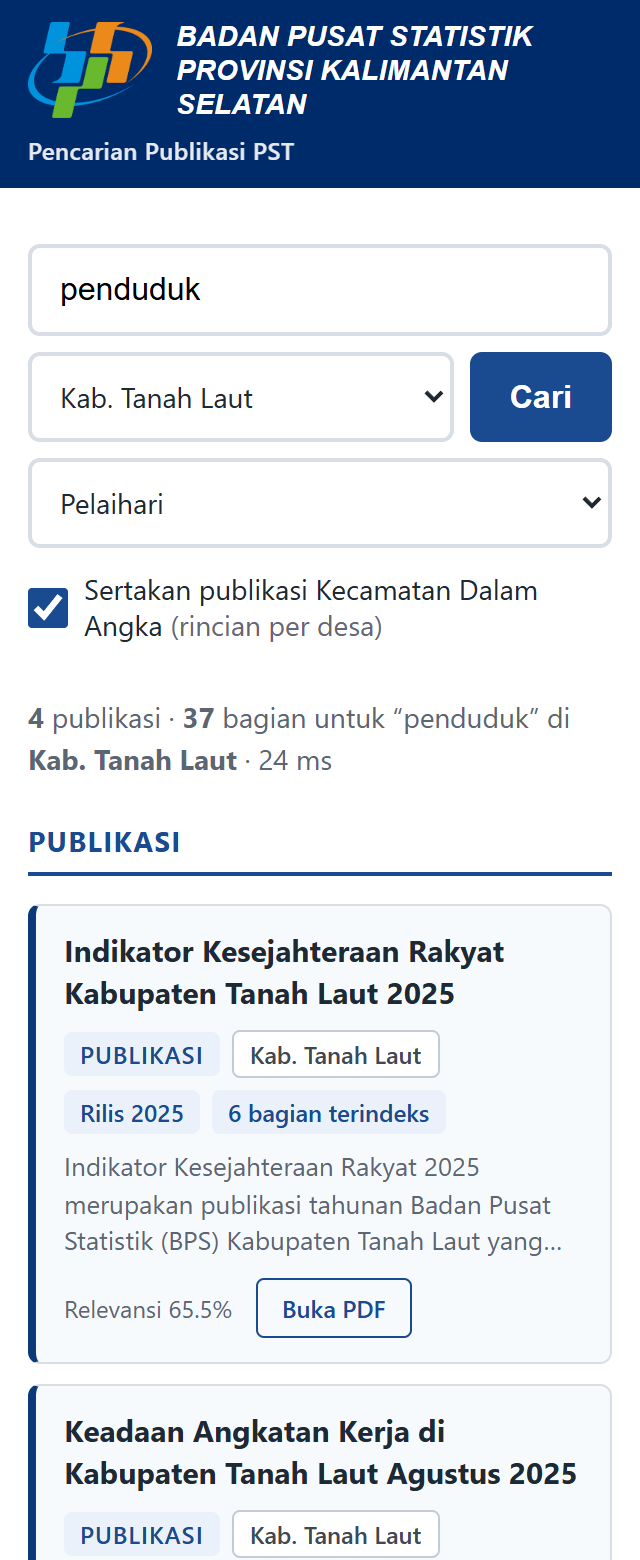 BADAN PUSAT STATISTIK
PROVINSI KALIMANTAN
SELATAN
Pencarian Publikasi PST
penduduk
Kab. Tanah Laut
Cari
Pelaihari
Sertakan publikasi Kecamatan Dalam
Angka (rincian per desa)
4 publikasi · 37 bagian untuk “penduduk” di
Kab. Tanah Laut · 24 ms
PUBLIKASI
Indikator Kesejahteraan Rakyat
Kabupaten Tanah Laut 2025
PUBLIKASI Kab. Tanah Laut
Rilis 2025 6 bagian terindeks
Indikator Kesejahteraan Rakyat 2025
merupakan publikasi tahunan Badan Pusat
Statistik (BPS) Kabupaten Tanah Laut yang...
Relevansi 65.5% Buka PDF
Keadaan Angkatan Kerja di
Kabupaten Tanah Laut Agustus 2025
PUBLIKASI Kab. Tanah Laut